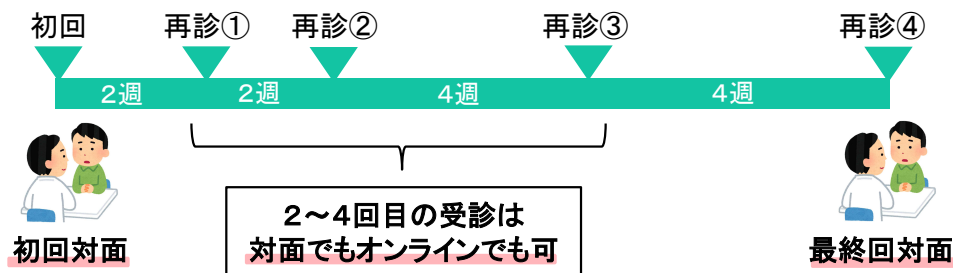 初回 再診① 再診② 再診③ 再診④
2週 2週 4週 4週
2～4回目の受診は
対面でもオンラインでも可
初回対面 最終回対面